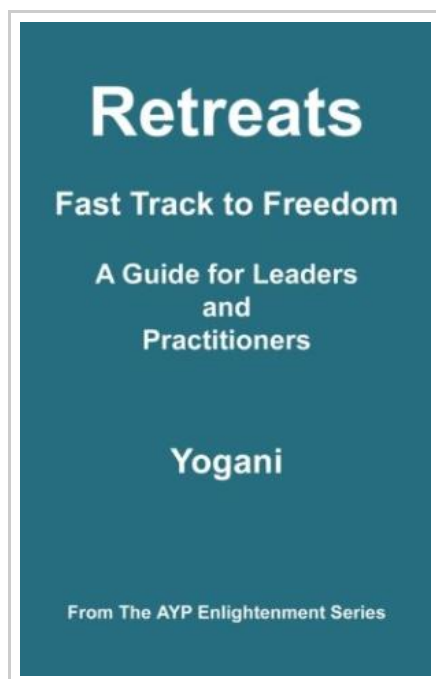 Retreats
Fast Track to Freedom
A Guide for Leaders
and
Practitioners
Yogani
From The AYP Enlightenment Series